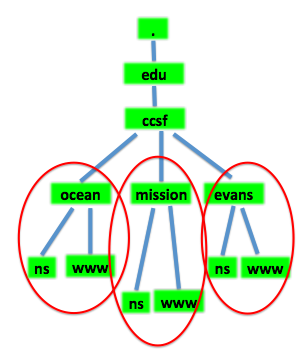 .
edu
ccsf
ocean mission evans
ns www ns www
ns www